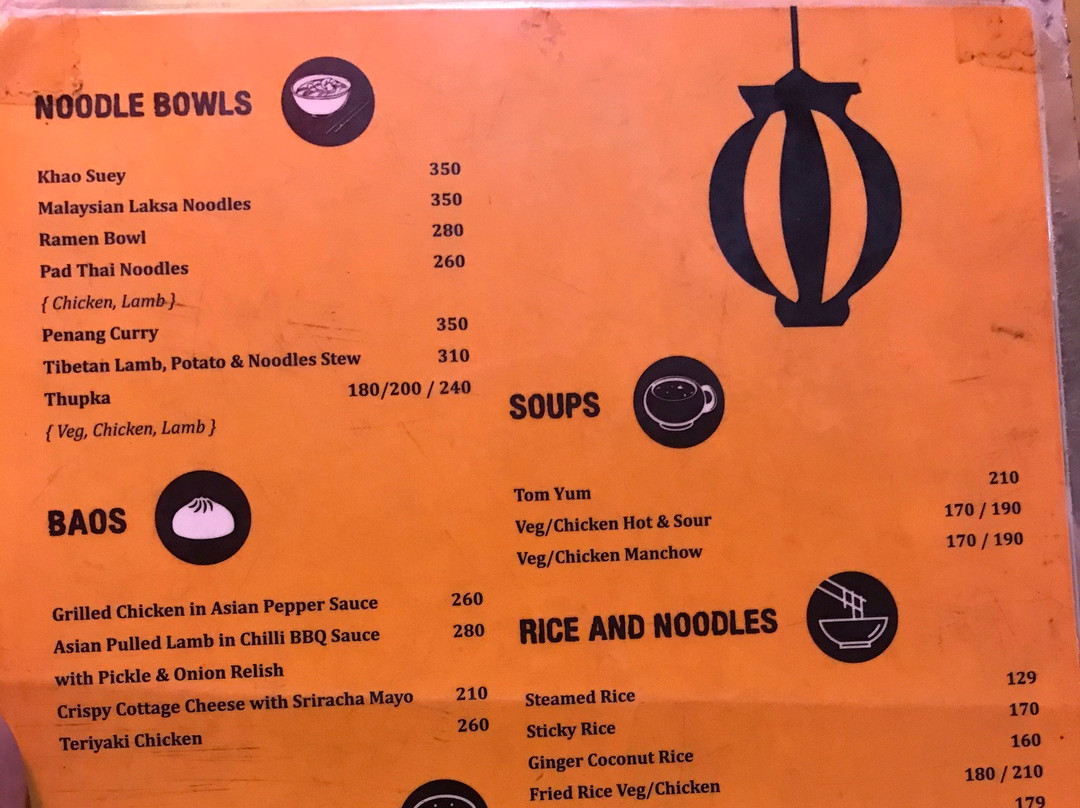 NOODLE BOWLS
Khao Suey 350
Malaysian Laksa Noodles 350
Ramen Bowl 280
Pad Thai Noodles 260
{ Chicken, Lamb }
Penang Curry 350
Tibetan Lamb, Potato & Noodles Stew 310
Thupka 180/200 / 240
{ Veg, Chicken, Lamb }
BAOS
Grilled Chicken in Asian Pepper Sauce 260
Asian Pulled Lamb in Chilli BBQ Sauce 280
with Pickle & Onion Relish
Crispy Cottage Cheese with Sriracha Mayo 210
Teriyaki Chicken 260
SOUPS
Tom Yum 210
Veg/Chicken Hot & Sour 170 / 190
Veg/Chicken Manchow 170 / 190
RICE AND NOODLES
Steamed Rice 129
Sticky Rice 170
Ginger Coconut Rice 160
Fried Rice Veg/Chicken 180 / 210
179